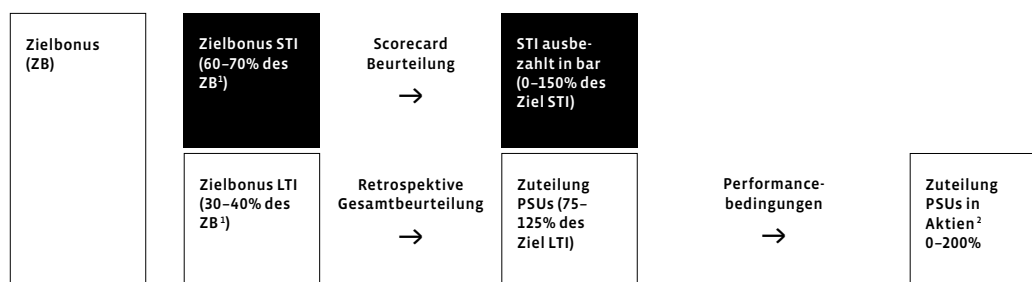 Zielbonus
(ZB)
Zielbonus STI
(60–70% des
ZB¹)
Scorecard
Beurteilung
→
STI ausbe-
zahlt in bar
(0–150% des
Ziel STI)
Zielbonus LTI
(30–40% des
ZB¹)
Retrospektive
Gesamtbeurteilung
→
Zuteilung
PSUs (75–
125% des
Ziel LTI)
Performance-
bedingungen
→
Zuteilung
PSUs in
Aktien²
0–200%